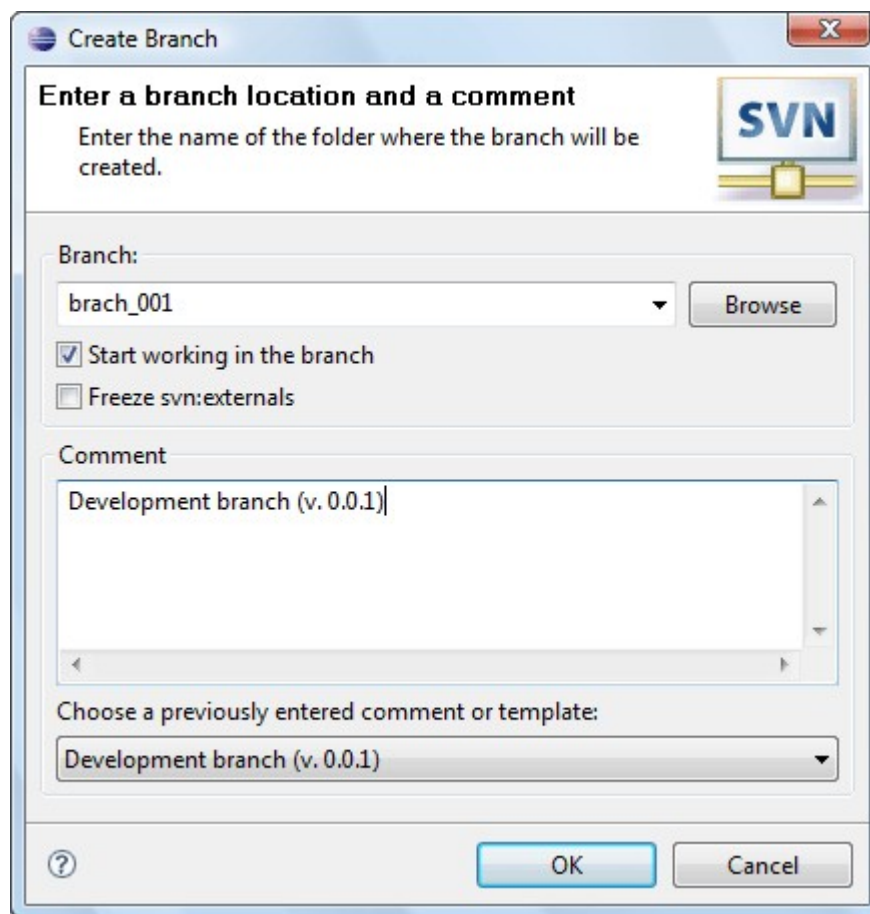 Create Branch
Enter a branch location and a comment
Enter the name of the folder where the branch will be
created.
SVN
Branch:
brach_001
Browse
Start working in the branch
Freeze svn:externals
Comment
Development branch (v. 0.0.1)
Choose a previously entered comment or template:
Development branch (v. 0.0.1)
?
OK
Cancel